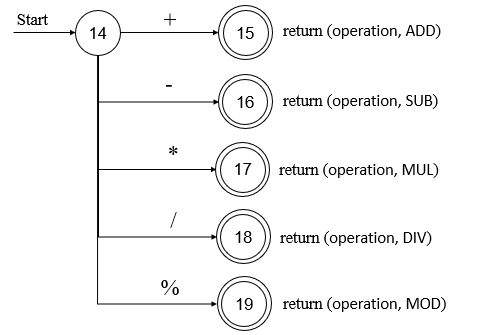 Start
14
+
15
return (operation, ADD)
-
16
return (operation, SUB)
*
17
return (operation, MUL)
/
18
return (operation, DIV)
%
19
return (operation, MOD)